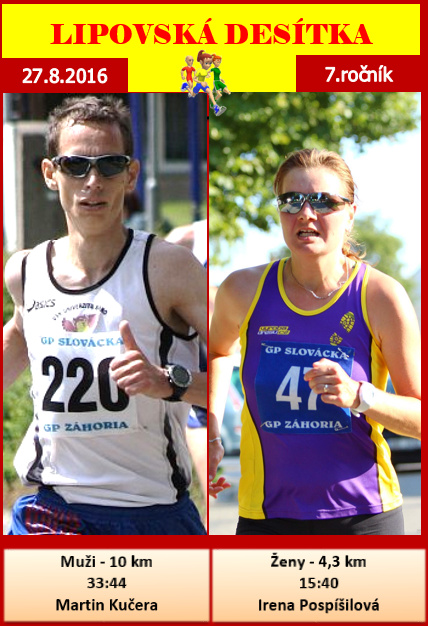 LIPOVSKÁ DESÍTKA
27.8.2016
7.ročník
asics
GP SLOVÁCKA
220
GP ZÁHORIA
GP SLOVÁCKA
47
GP ZÁHORIA
Muži - 10 km
33:44
Martin Kučera
Ženy - 4,3 km
15:40
Irena Pospíšilová